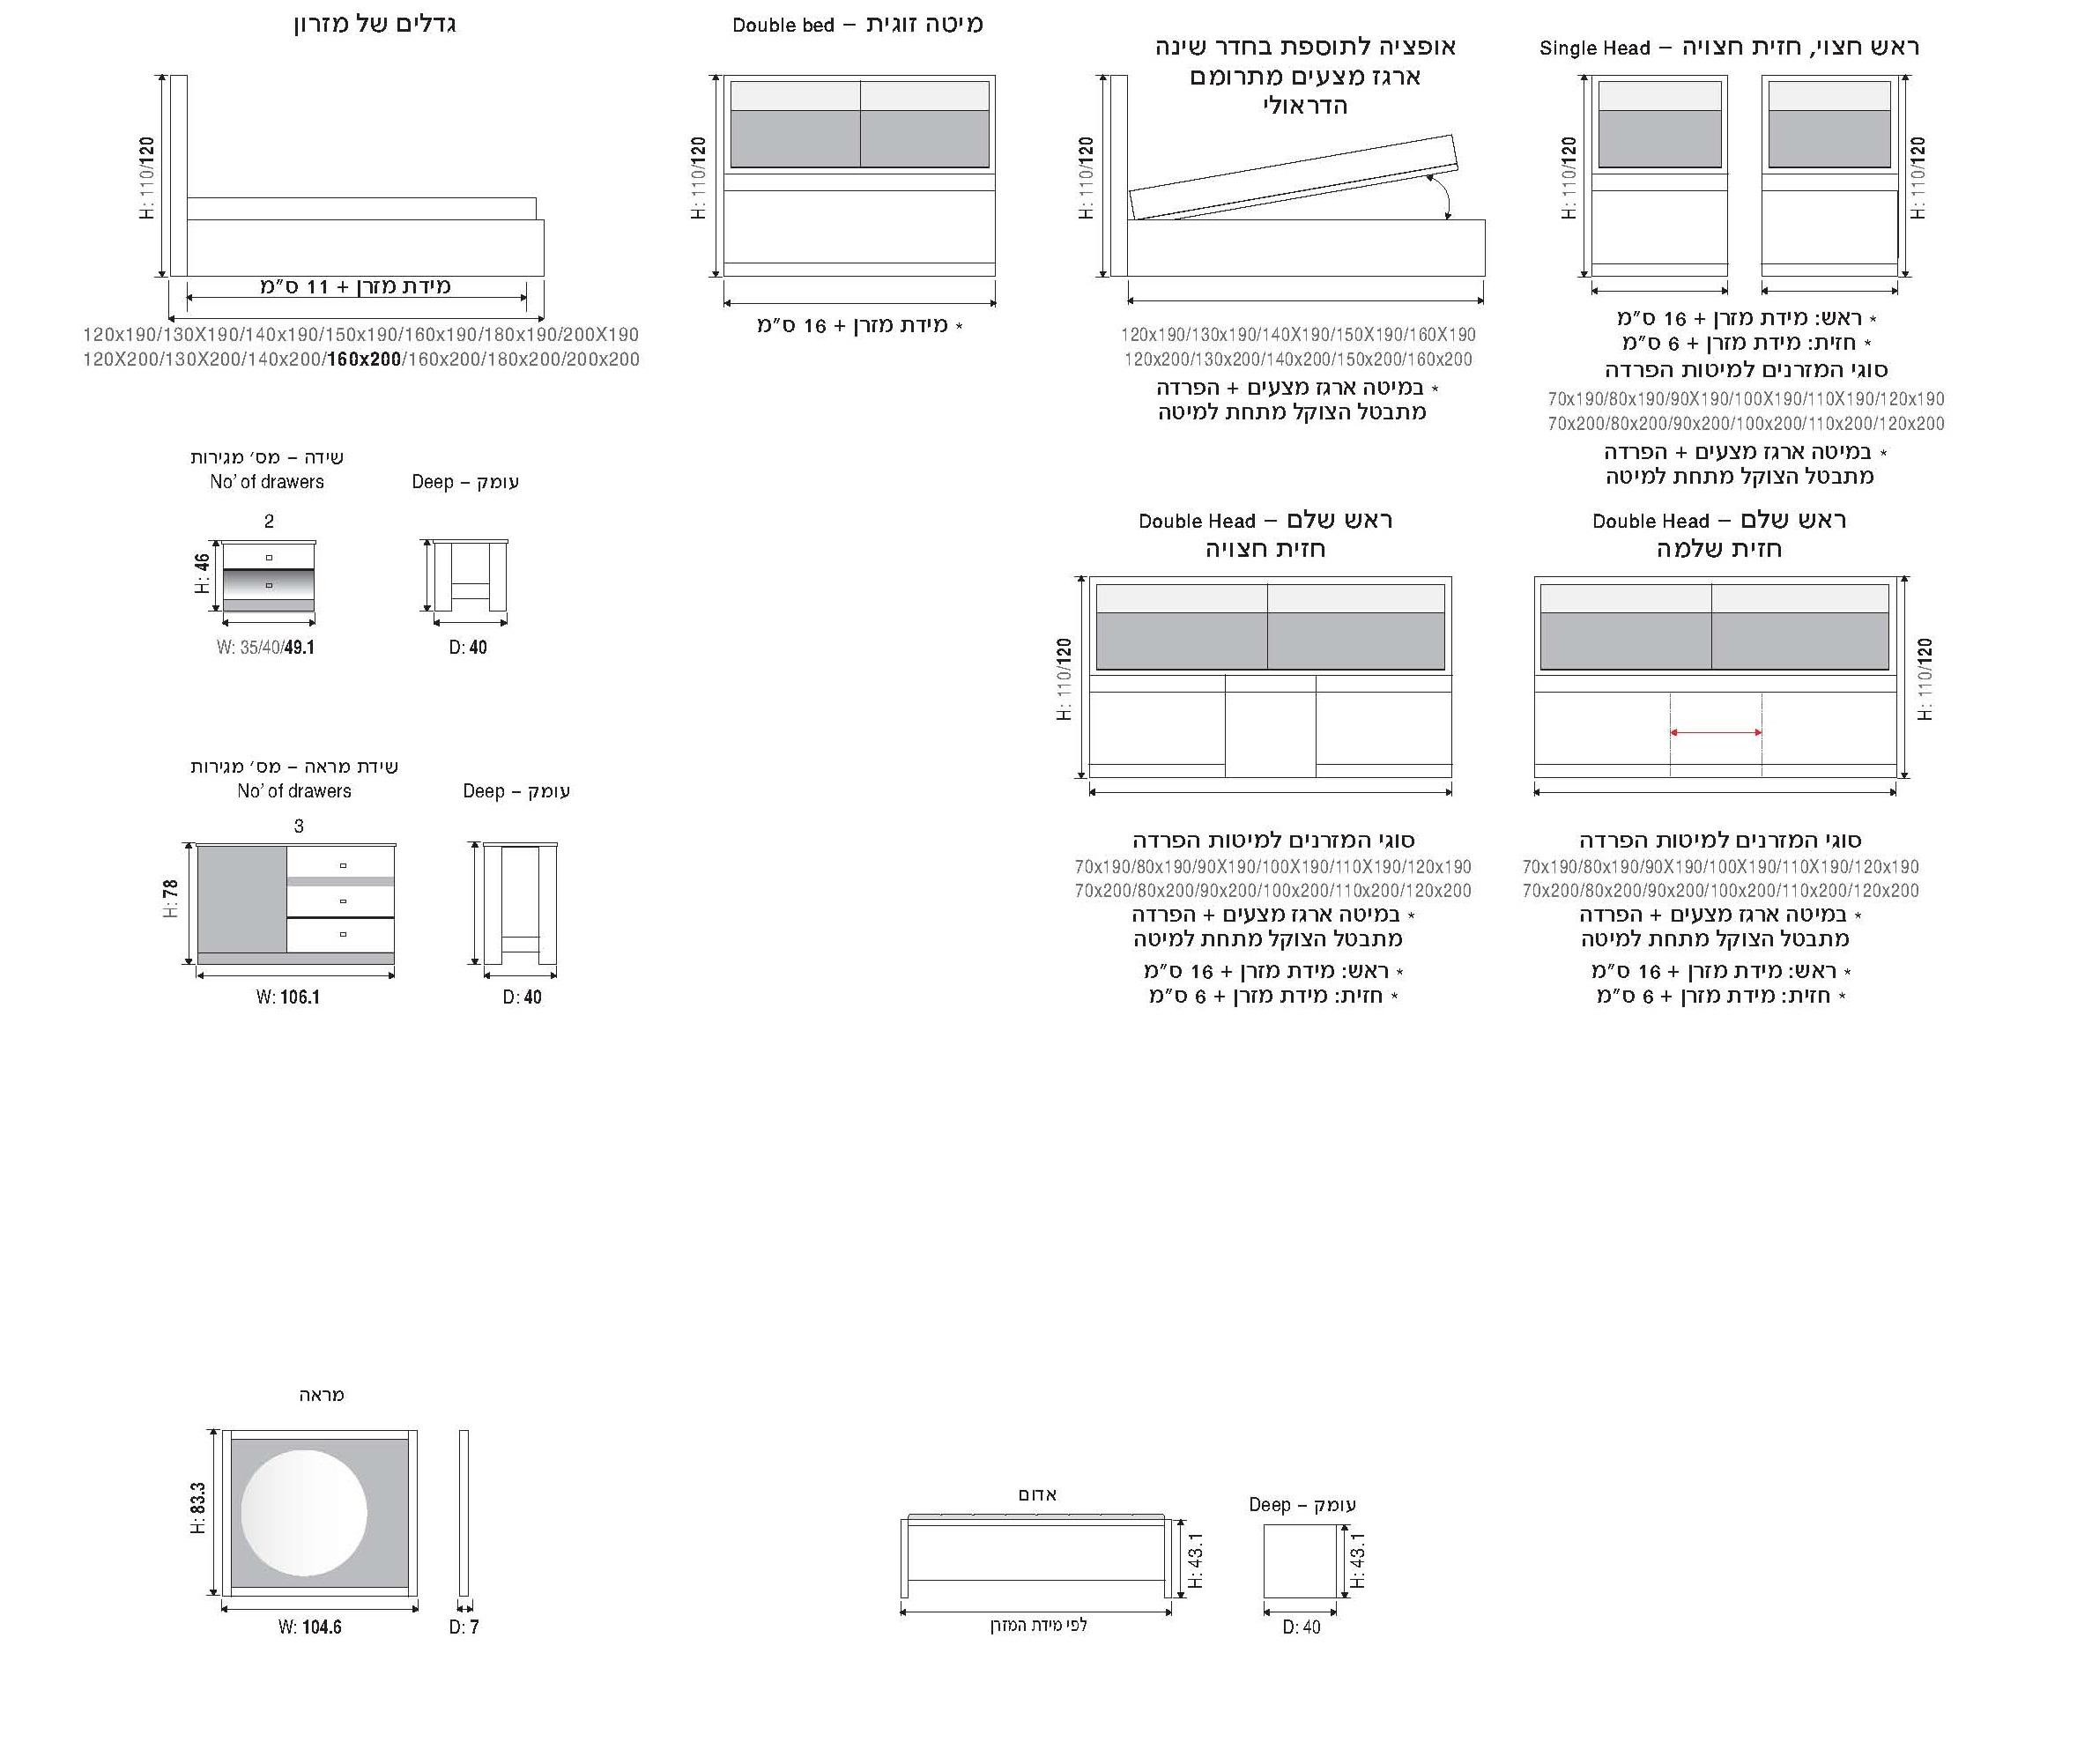 גדלים של מזרון
H: 110/120
מידת מזרן + 11 ס"מ
120x190/130X190/140x190/150x190/160x190/180x190/200X190
120X200/130X200/140x200/160x200/160x200/180x200/200x200
מיטה זוגית – Double bed
H: 110/120
* מידת מזרן + 16 ס"מ
אופציה לתוספת בחדר שינה
ארגז מצעים מתרומם
הדראולי
H: 110/120
120x190/130x190/140X190/150X190/160X190
120x200/130x200/140x200/150x200/160x200
* במיטה ארגז מצעים + הפרדה
מתבטל הצוקל מתחת למיטה
ראש חצוי, חזית חצויה – Single Head
H: 110/120
H: 110/120
* ראש: מידת מזרן + 16 ס"מ
* חזית: מידת מזרן + 6 ס"מ
סוגי המזרנים למיטות הפרדה
70x190/80x190/90X190/100X190/110X190/120x190
70x200/80x200/90x200/100x200/110x200/120x200
* במיטה ארגז מצעים + הפרדה
מתבטל הצוקל מתחת למיטה
שידה – מס' מגירות
No' of drawers
2
H: 46
W: 35/40/49.1
עומק – Deep
D: 40
ראש שלם – Double Head
חזית חצויה
H: 110/120
סוגי המזרנים למיטות הפרדה
70x190/80x190/90X190/100X190/110X190/120x190
70x200/80x200/90x200/100x200/110x200/120x200
* במיטה ארגז מצעים + הפרדה
מתבטל הצוקל מתחת למיטה
* ראש: מידת מזרן + 16 ס"מ
* חזית: מידת מזרן + 6 ס"מ
ראש שלם – Double Head
חזית שלמה
H: 110/120
סוגי המזרנים למיטות הפרדה
70x190/80x190/90X190/100X190/110X190/120x190
70x200/80x200/90x200/100x200/110x200/120x200
* במיטה ארגז מצעים + הפרדה
מתבטל הצוקל מתחת למיטה
* ראש: מידת מזרן + 16 ס"מ
* חזית: מידת מזרן + 6 ס"מ
שידת מראה – מס' מגירות
No' of drawers
3
H: 78
W: 106.1
עומק – Deep
D: 40
מראה
H: 83.3
W: 104.6
D: 7
אדום
H: 43.1
לפי מידת המזרן
עומק – Deep
H: 43.1
D: 40